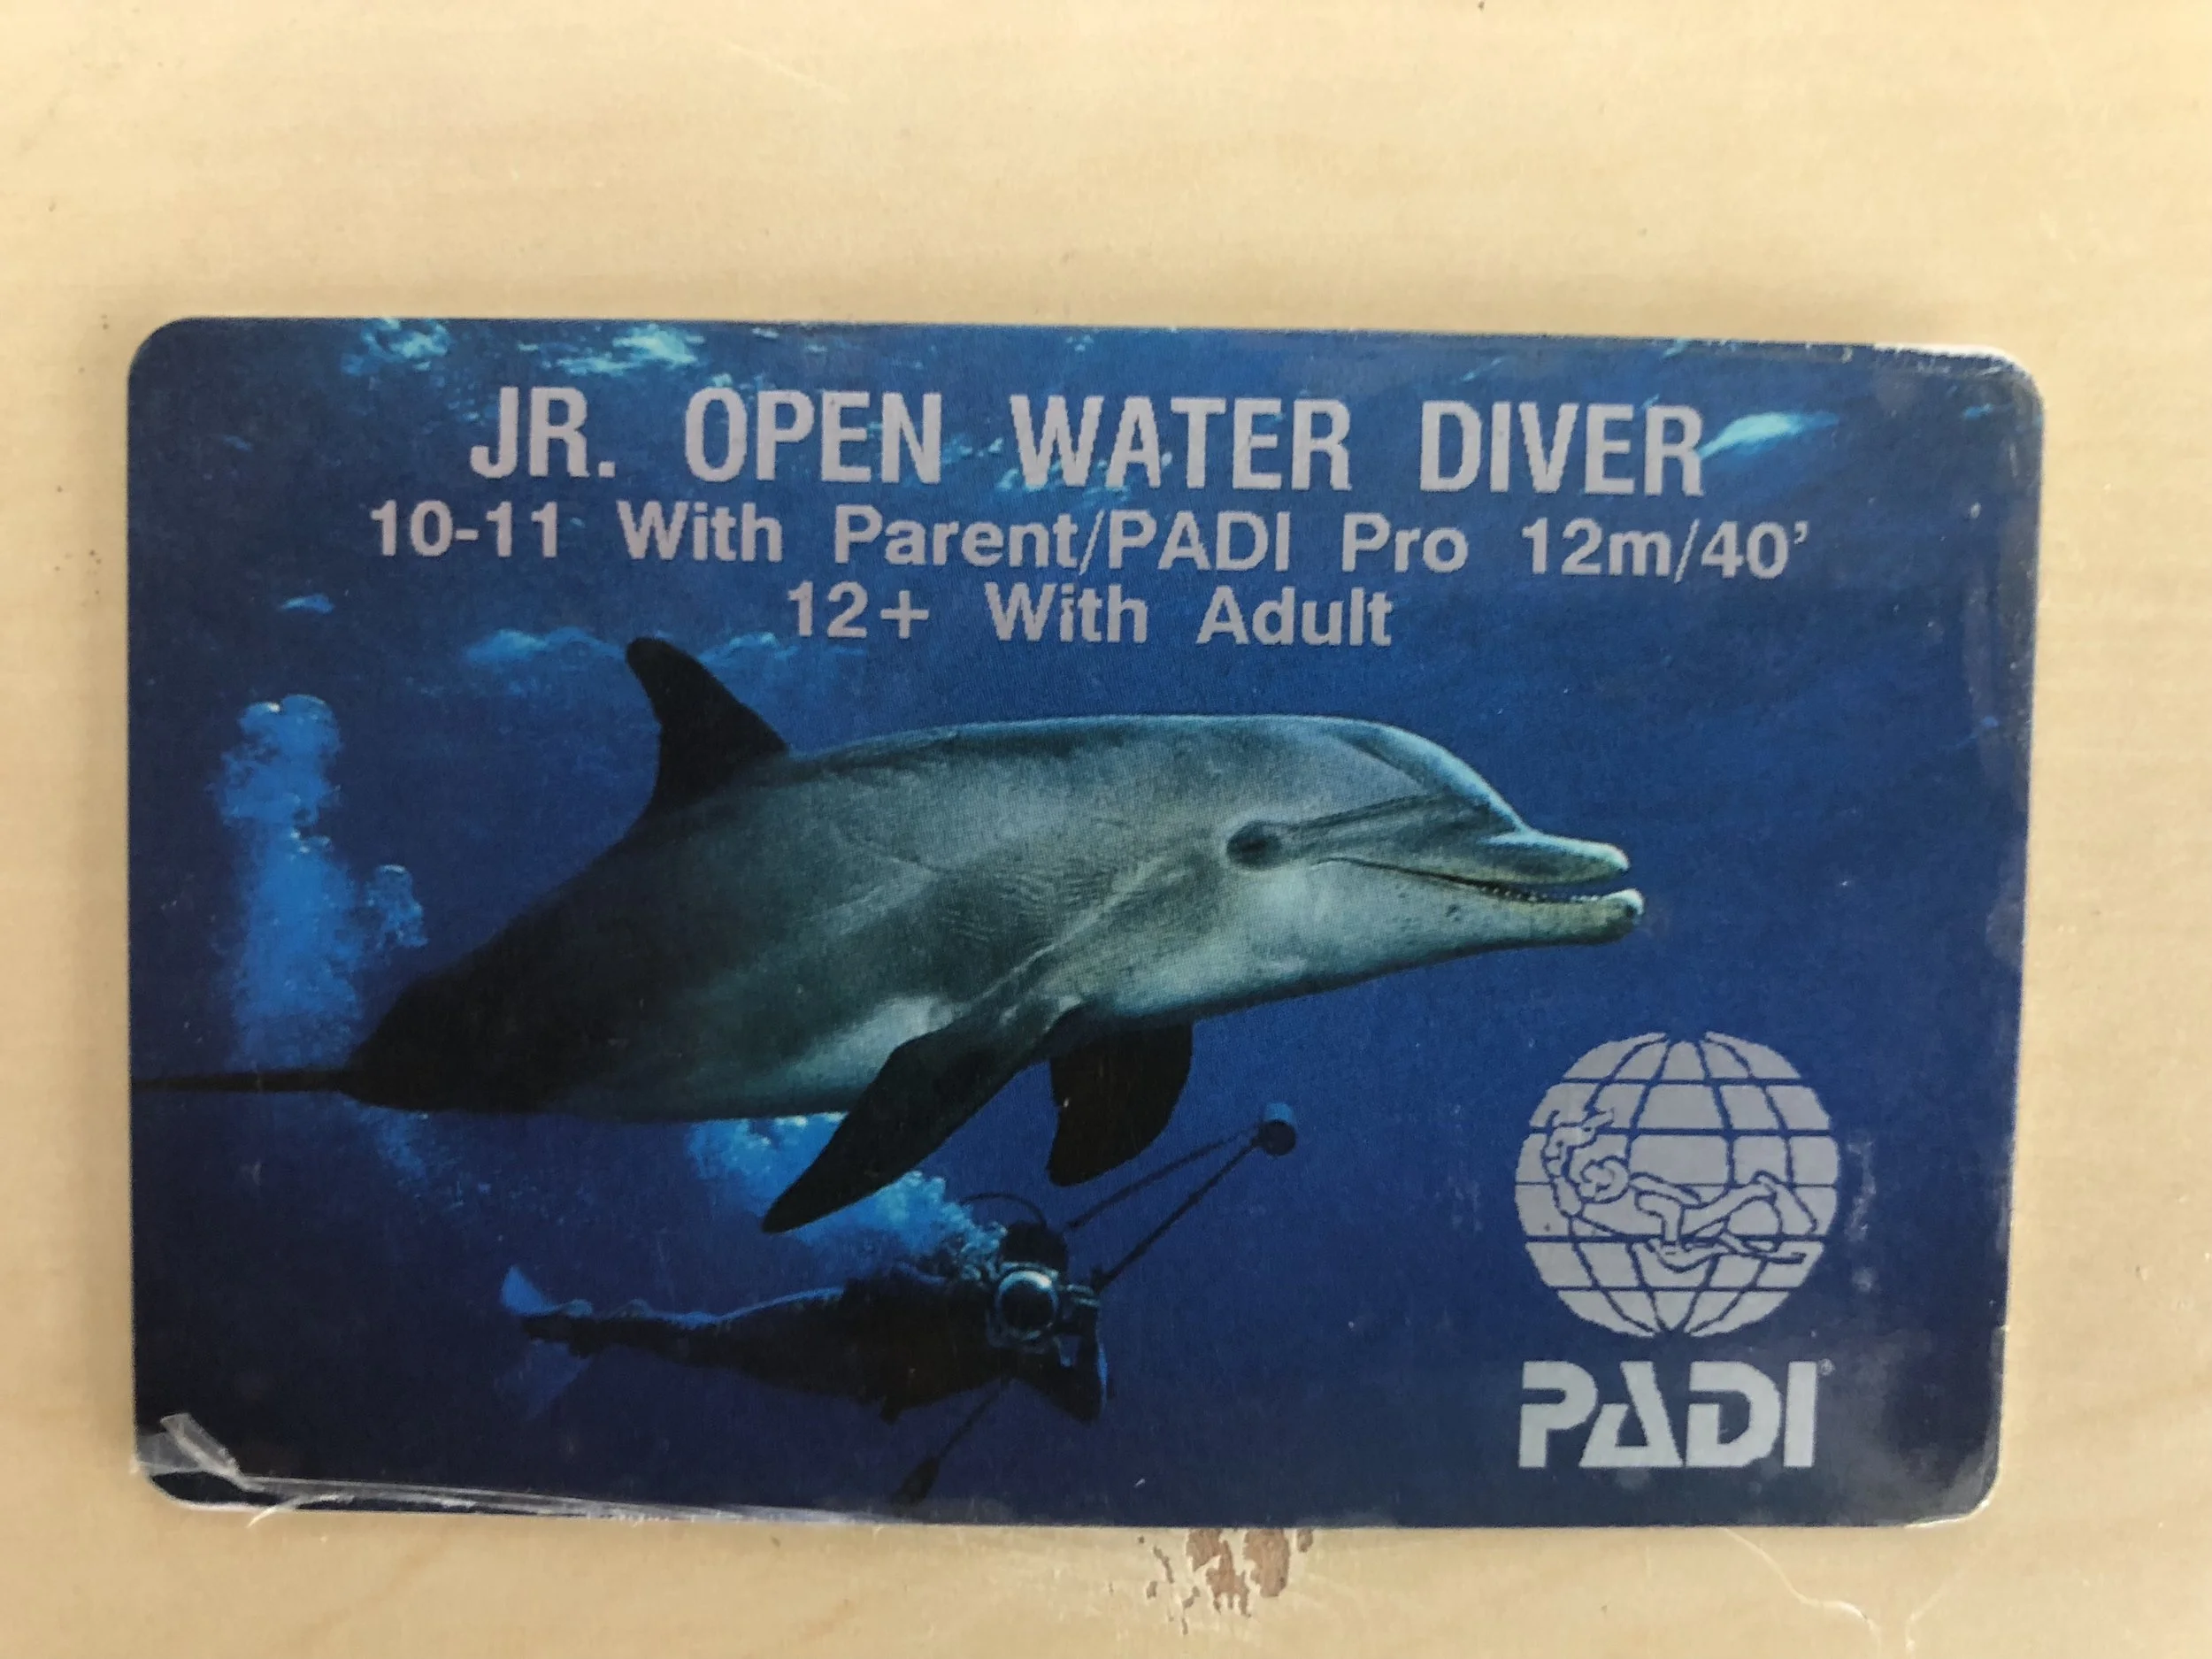 JR. OPEN WATER DIVER
10-11 With Parent/PADI Pro 12m/40’
12+ With Adult
PADI®